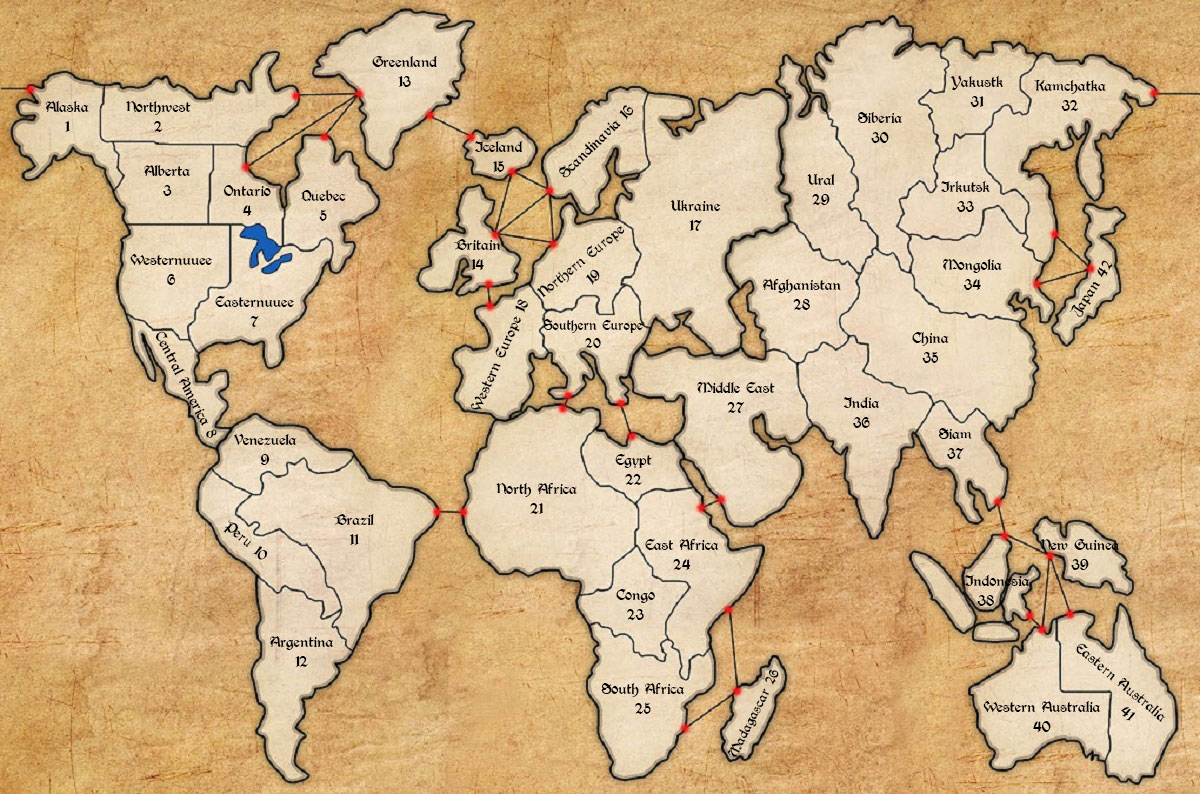 Alaska
1
Northwest
2
Alberta
3
Ontario
4
Quebec
5
Westernuuee
6
Easternuuee
7
Central America 8
Venezuela
9
Peru 10
Brazil
11
Argentina
12
Greenland
13
Britain
14
Iceland
15
Scandinavia 16
Ukraine
17
Western Europe 18
Northern Europe
19
Southern Europe
20
North Africa
21
Egypt
22
Congo
23
East Africa
24
South Africa
25
Madagascar 26
Middle East
27
Afghanistan
28
Ural
29
Siberia
30
Yakustk
31
Kamchatka
32
Irkutsk
33
Mongolia
34
China
35
India
36
Siam
37
Indonesia
38
New Guinea
39
Western Australia
40
Eastern Australia
41
Japan 42